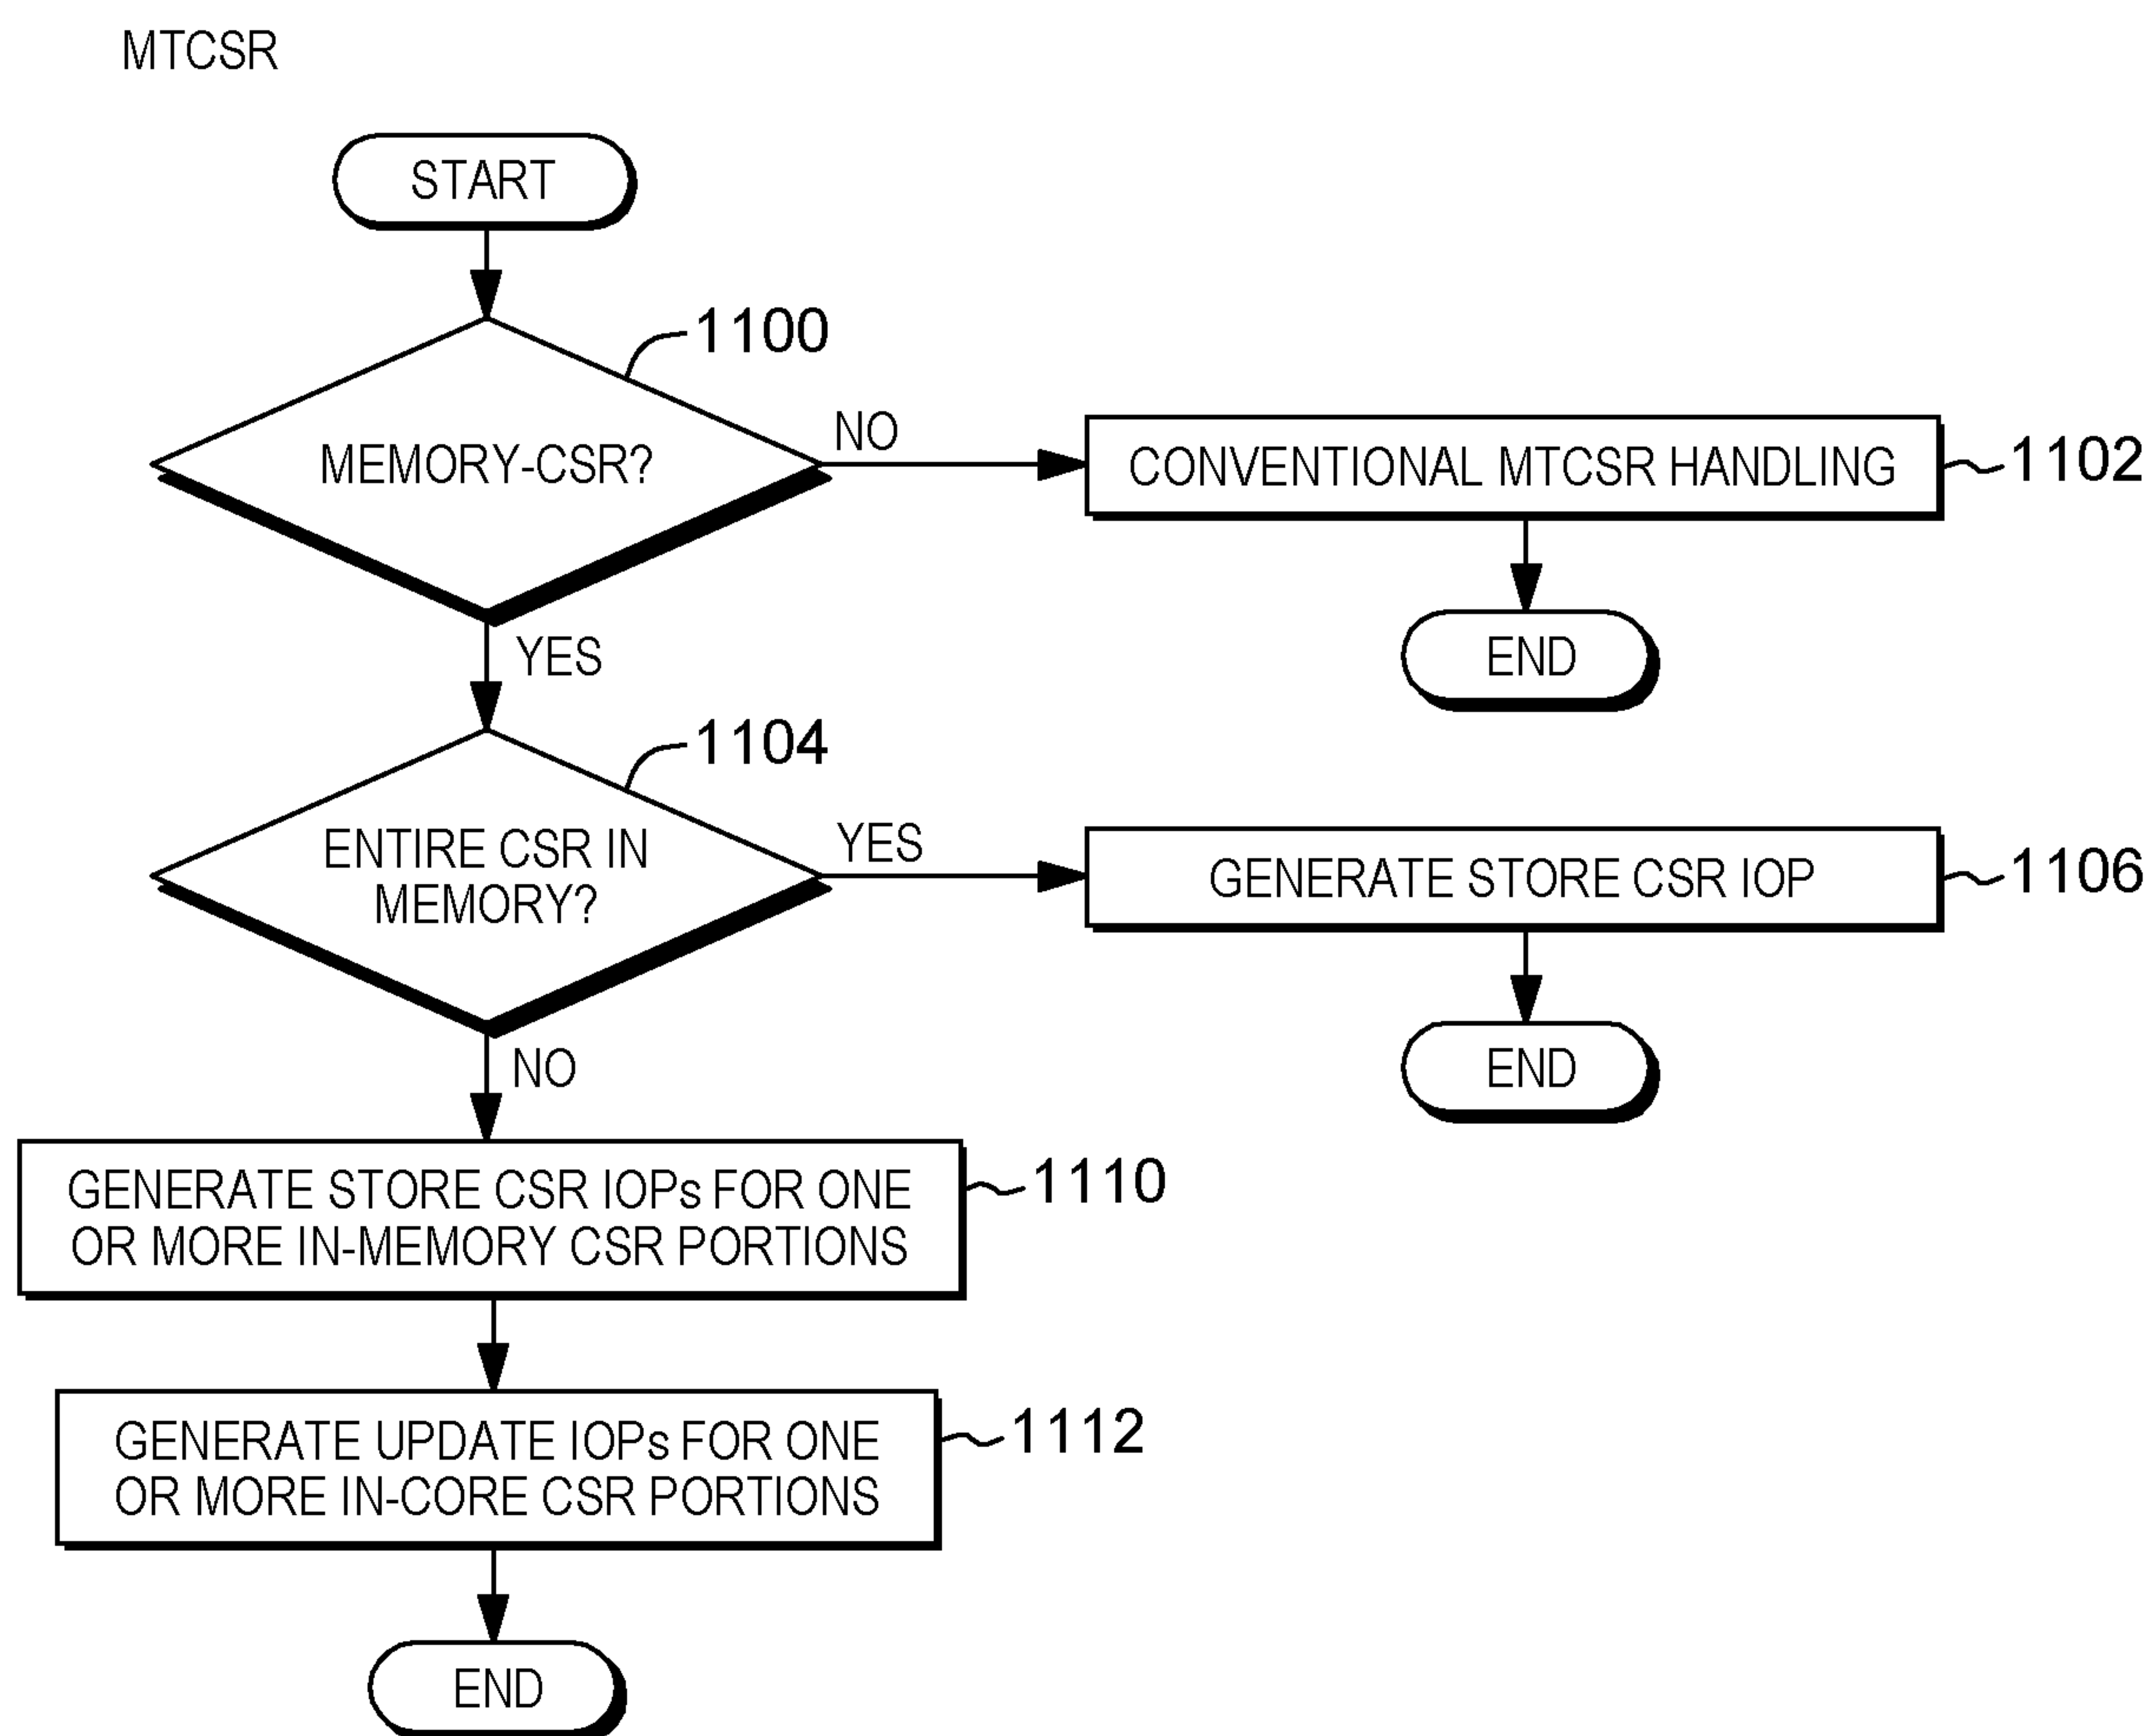 MTCSR
START
1100
MEMORY-CSR?
NO
CONVENTIONAL MTCSR HANDLING
1102
END
YES
1104
ENTIRE CSR IN
MEMORY?
YES
GENERATE STORE CSR IOP
1106
END
NO
GENERATE STORE CSR IOPs FOR ONE
OR MORE IN-MEMORY CSR PORTIONS
1110
GENERATE UPDATE IOPs FOR ONE
OR MORE IN-CORE CSR PORTIONS
1112
END